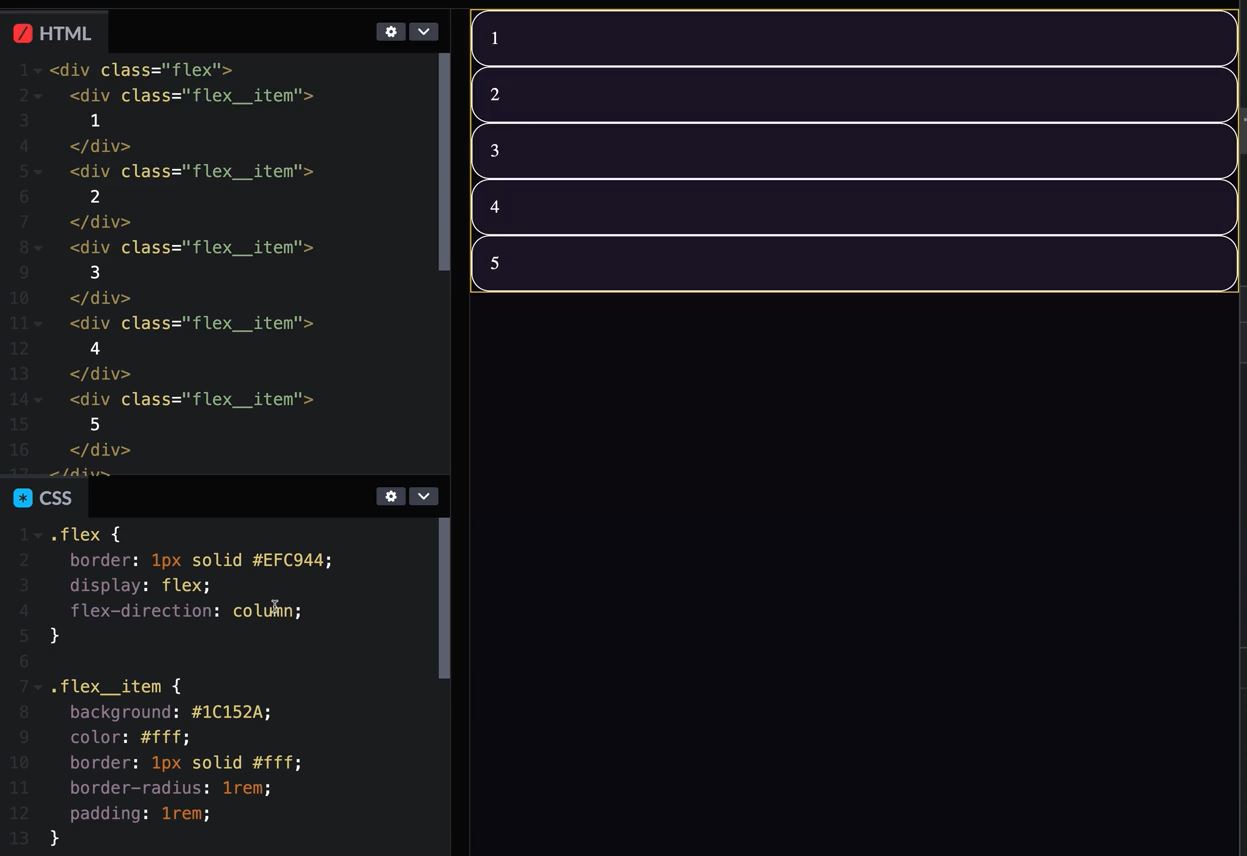 HTML
1 <div class="flex">
2 <div class="flex__item">
3 1
4 </div>
5 <div class="flex__item">
6 2
7 </div>
8 <div class="flex__item">
9 3
10 </div>
11 <div class="flex__item">
12 4
13 </div>
14 <div class="flex__item">
15 5
16 </div>
17 </div>
CSS
1 .flex {
2 border: 1px solid #EFC944;
3 display: flex;
4 flex-direction: column;
5 }
6
7 .flex__item {
8 background: #1C152A;
9 color: #fff;
10 border: 1px solid #fff;
11 border-radius: 1rem;
12 padding: 1rem;
13 }
1
2
3
4
5